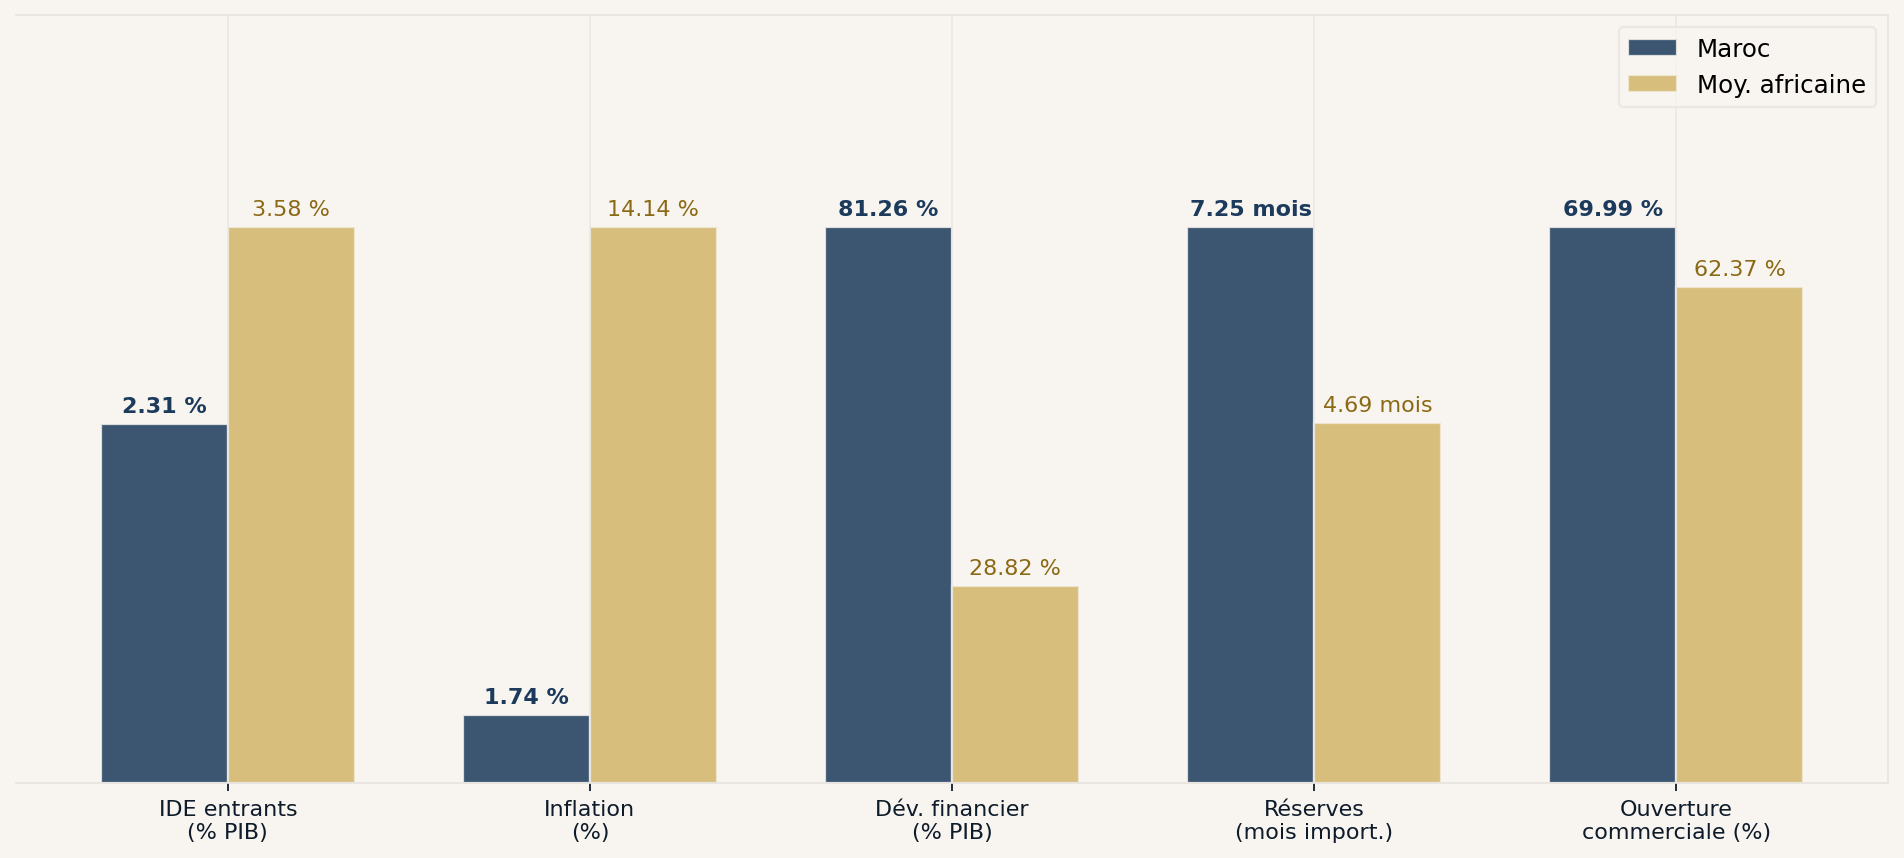 Maroc
Moy. africaine
3.58 %
14.14 %
81.26 %
7.25 mois
69.99 %
62.37 %
2.31 %
4.69 mois
28.82 %
1.74 %
IDE entrants
(% PIB)
Inflation
(%)
Dév. financier
(% PIB)
Réserves
(mois import.)
Ouverture
commerciale (%)